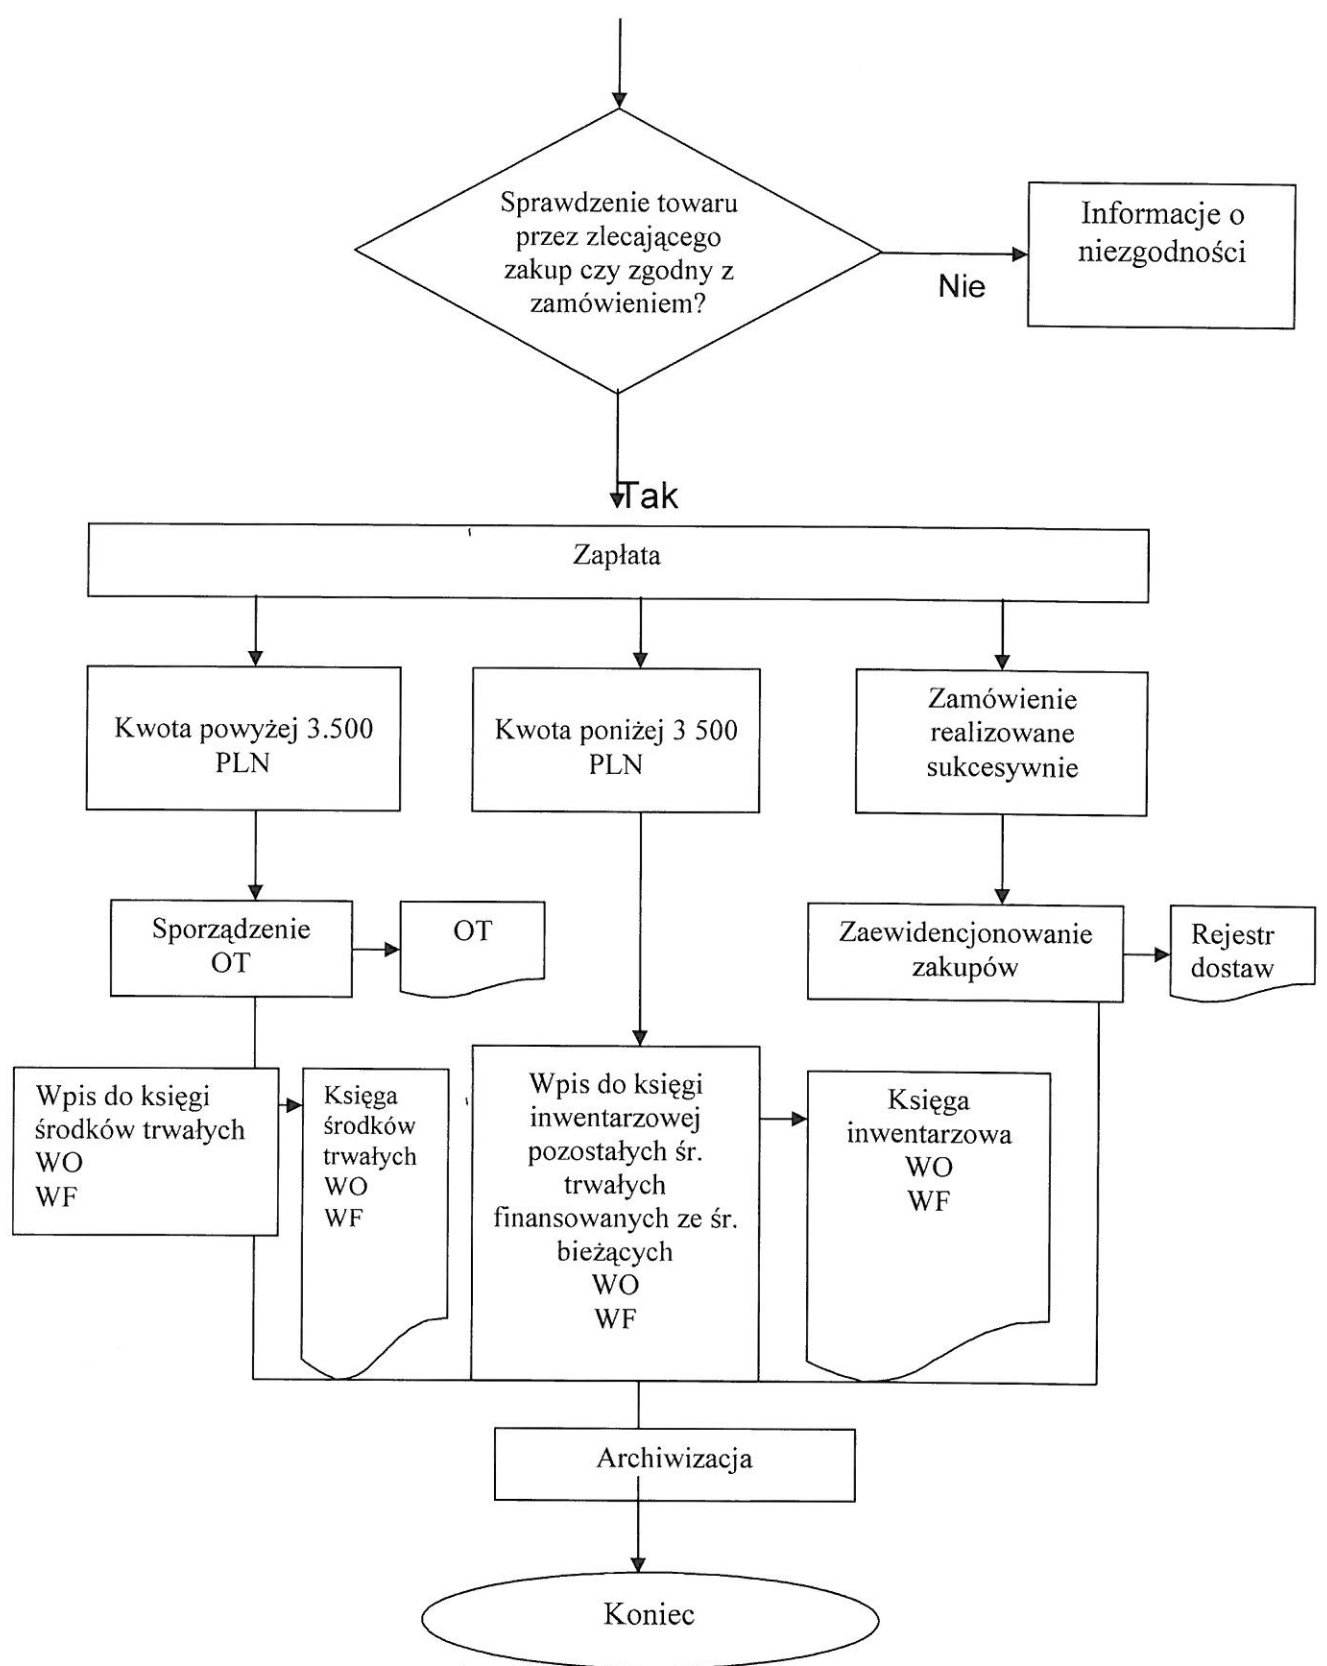 Sprawdzenie towaru
przez zlecającego
zakup czy zgodny z
zamówieniem?
Informacje o
niezgodności
Nie
Tak
Zapłata
Kwota powyżej 3.500
PLN
Kwota poniżej 3 500
PLN
Zamówienie
realizowane
sukcesywnie
Sporządzenie
OT
OT
Zaewidencjonowanie
zakupów
Rejestr
dostaw
Wpis do księgi
środków trwałych
WO
WF
Księga
środków
trwałych
WO
WF
Wpis do księgi
inwentarzowej
pozostałych śr.
trwałych
finansowanych ze śr.
bieżących
WO
WF
Księga
inwentarzowa
WO
WF
Archiwizacja
Koniec